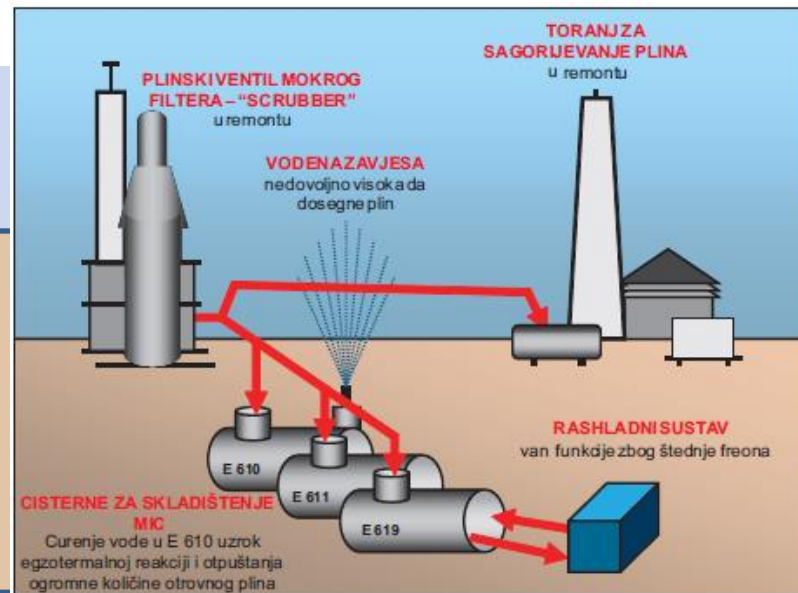 PLINSKI VENTIL MOKROG
FILTERA – “SCRUBBER”
u remontu
TORANJ ZA
SAGORIJEVANJE PLINA
u remontu
VODENA ZAVJESA
nedovoljno visoka da
dosegne plin
RASHLADNI SUSTAV
van funkcije zbog štednje freona
E 610
E 611
E 619
CISTERNE ZA SKLADIŠTENJE
MIC
Curenje vode u E 610 uzrok
egzotermalnoj reakciji i otpuštanja
ogromne količine otrovnog plina